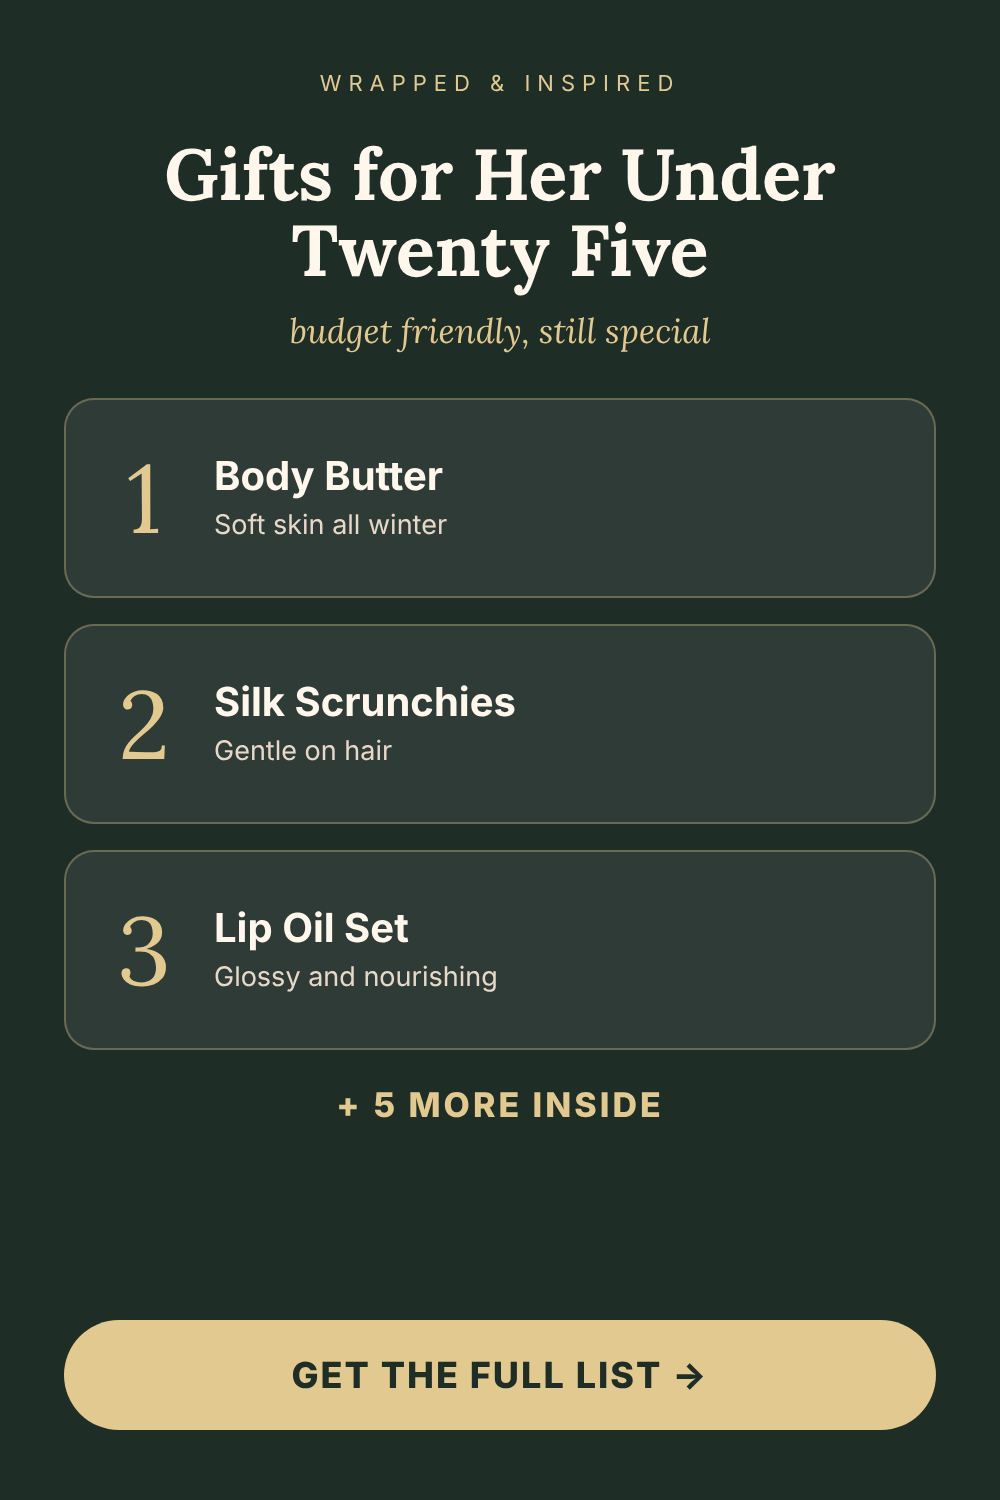 WRAPPED & INSPIRED
Gifts for Her Under
Twenty Five
budget friendly, still special
1
Body Butter
Soft skin all winter
2
Silk Scrunchies
Gentle on hair
3
Lip Oil Set
Glossy and nourishing
+ 5 MORE INSIDE
GET THE FULL LIST →